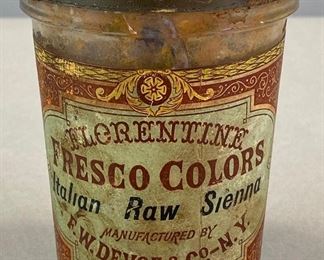 FLORENTINE
FRESCO COLORS
Italian Raw Sienna
MANUFACTURED BY
F.W. DEVOE & CO–N.Y.